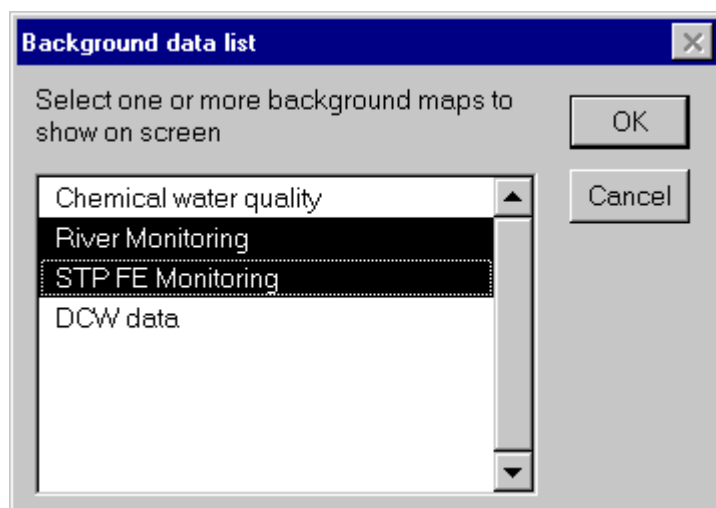 Background data list
Select one or more background maps to
show on screen
OK
Cancel
Chemical water quality
River Monitoring
STP FE Monitoring
DCW data